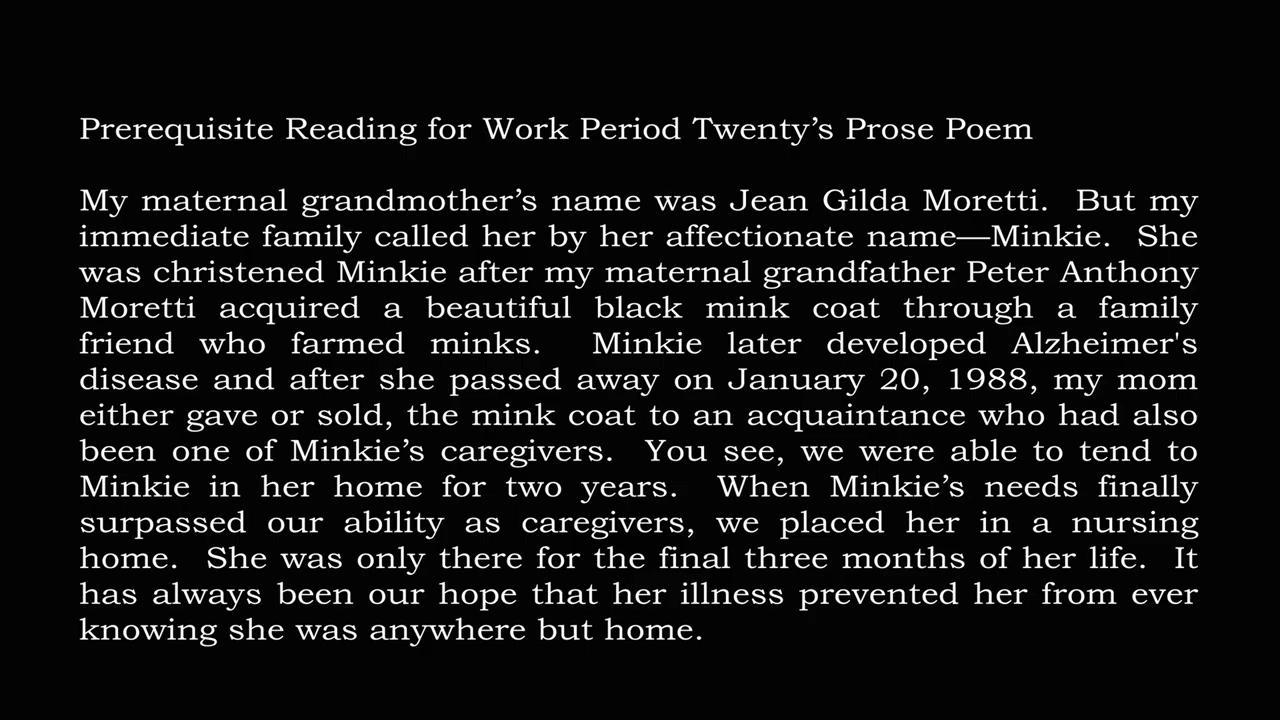 Prerequisite Reading for Work Period Twenty’s Prose Poem
My maternal grandmother’s name was Jean Gilda Moretti.  But my
immediate family called her by her affectionate name—Minkie.  She
was christened Minkie after my maternal grandfather Peter Anthony
Moretti acquired a beautiful black mink coat through a family
friend who farmed minks.  Minkie later developed Alzheimer's
disease and after she passed away on January 20, 1988, my mom
either gave or sold, the mink coat to an acquaintance who had also
been one of Minkie’s caregivers.  You see, we were able to tend to
Minkie in her home for two years.  When Minkie’s needs finally
surpassed our ability as caregivers, we placed her in a nursing
home.  She was only there for the final three months of her life.  It
has always been our hope that her illness prevented her from ever
knowing she was anywhere but home.